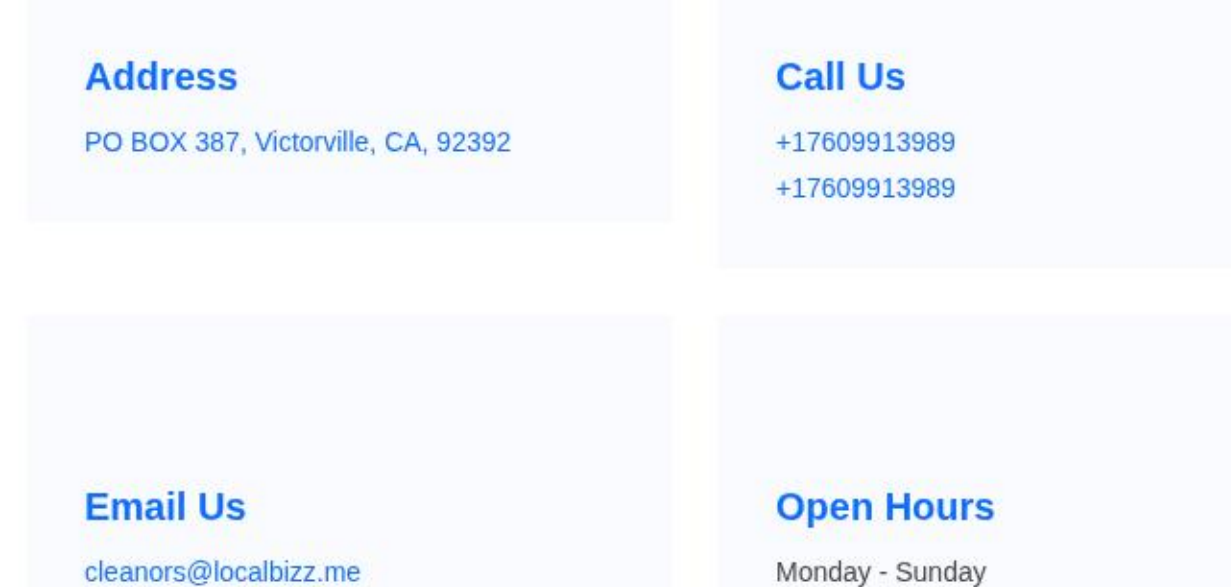 Address
PO BOX 387, Victorville, CA, 92392
Call Us
+17609913989
+17609913989
Email Us
cleanors@localbizz.me
Open Hours
Monday - Sunday